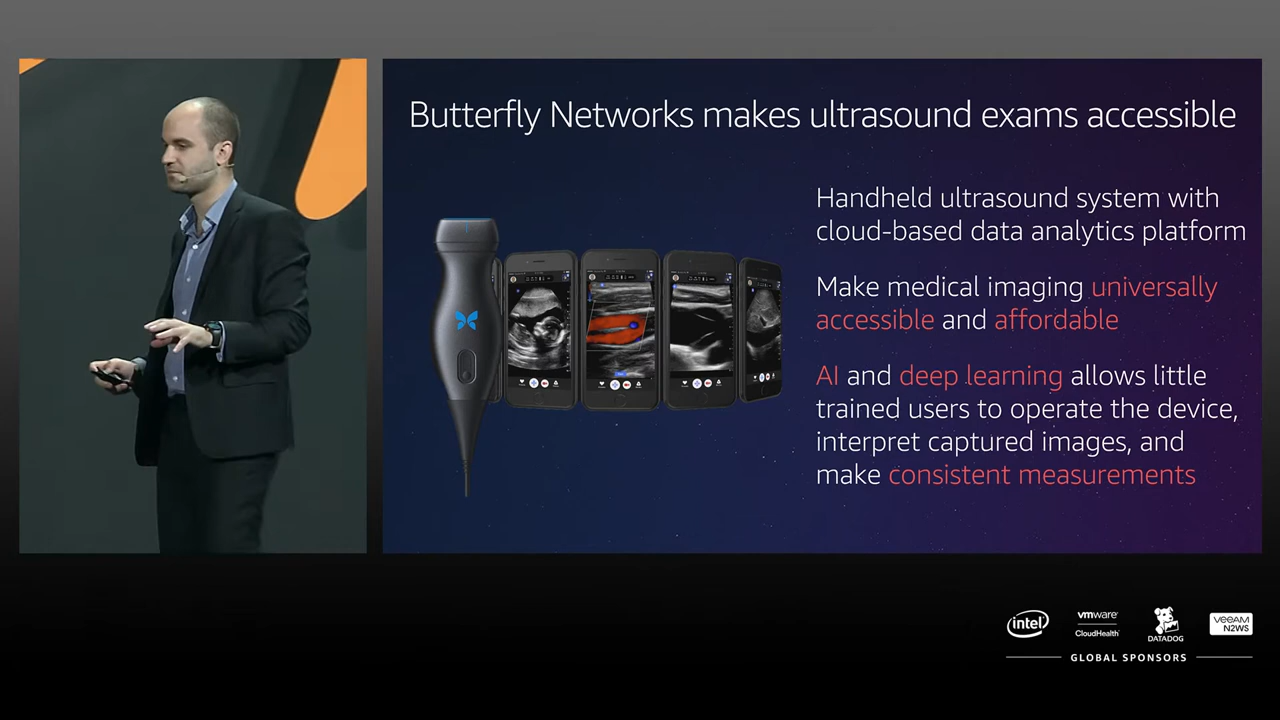 Butterfly Networks makes ultrasound exams accessible
Handheld ultrasound system with
cloud-based data analytics platform
Make medical imaging universally
accessible and affordable
AI and deep learning allows little
trained users to operate the device,
interpret captured images, and
make consistent measurements
intel
vmware
CloudHealth
DATADOG
VEEAM
N2WS
GLOBAL SPONSORS